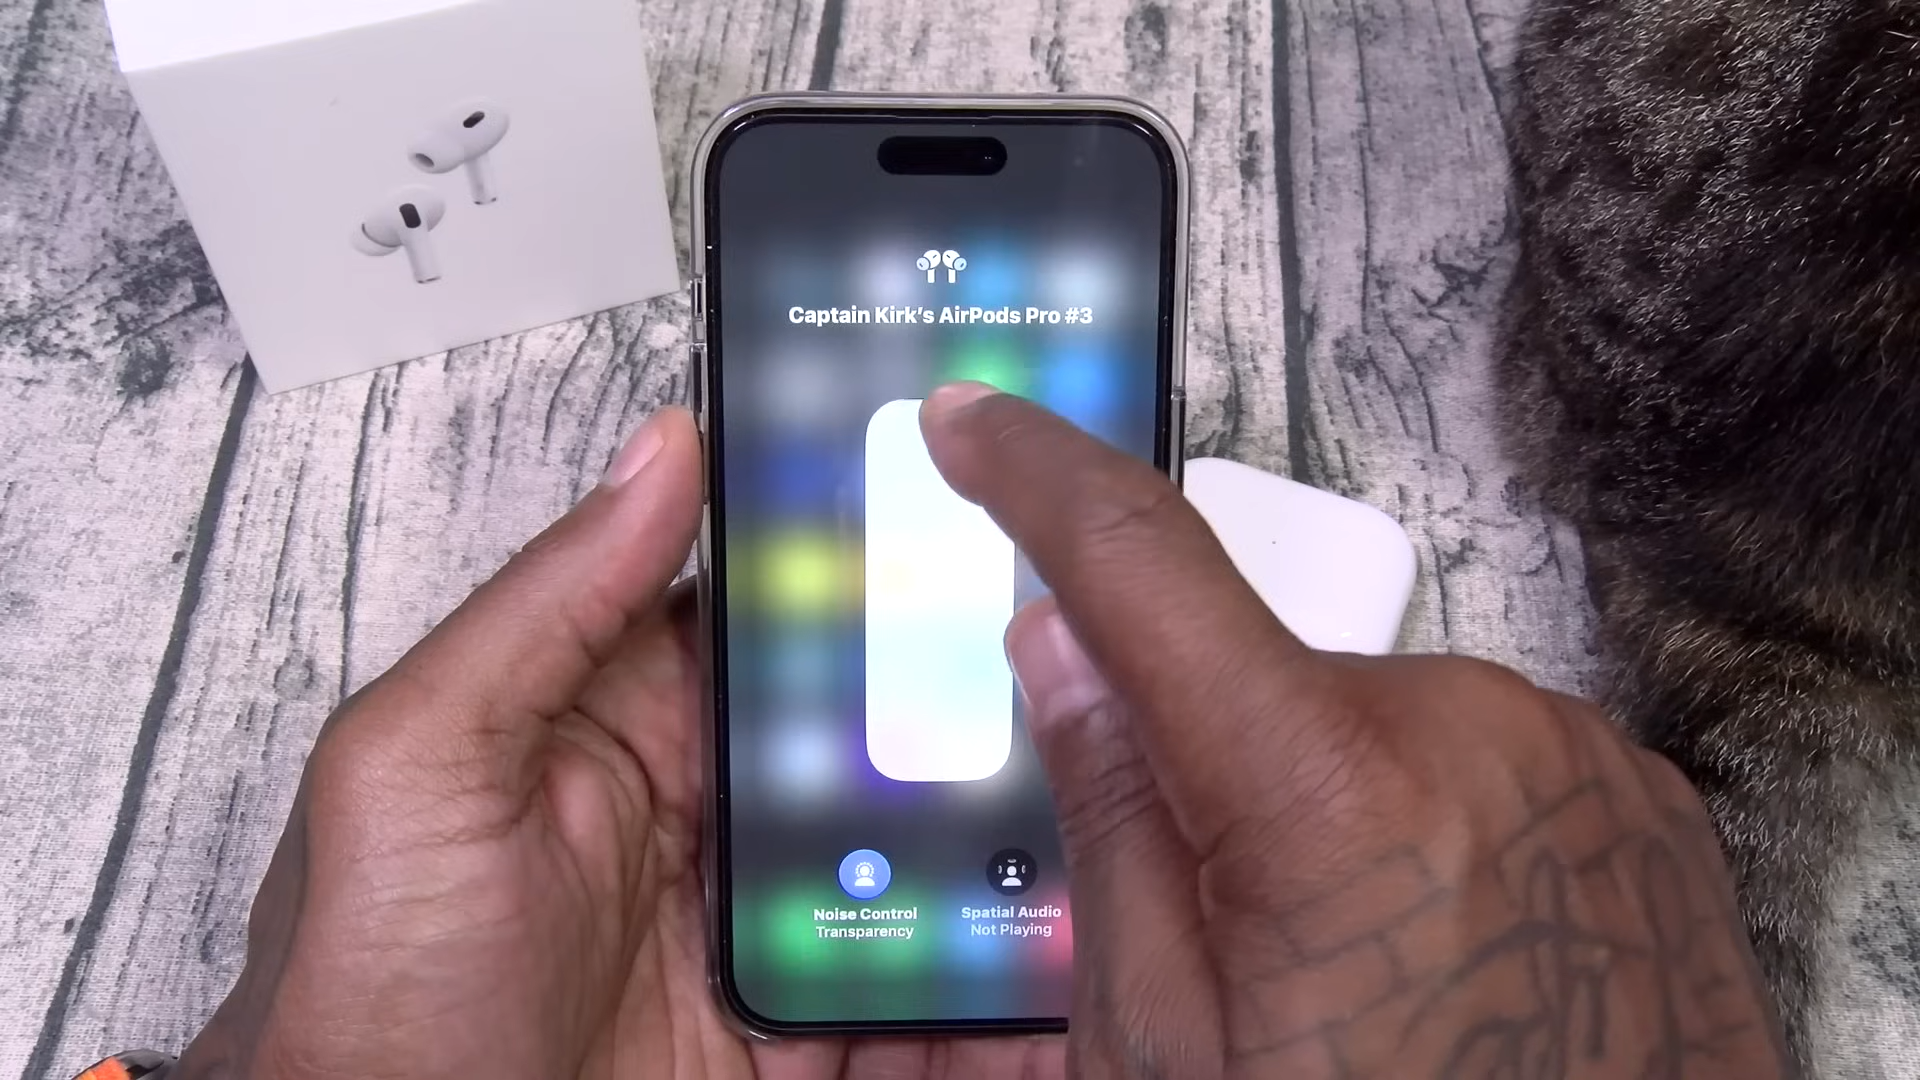 Captain Kirk's AirPods Pro #3
Noise Control
Transparency
Spatial Audio
Not Playing